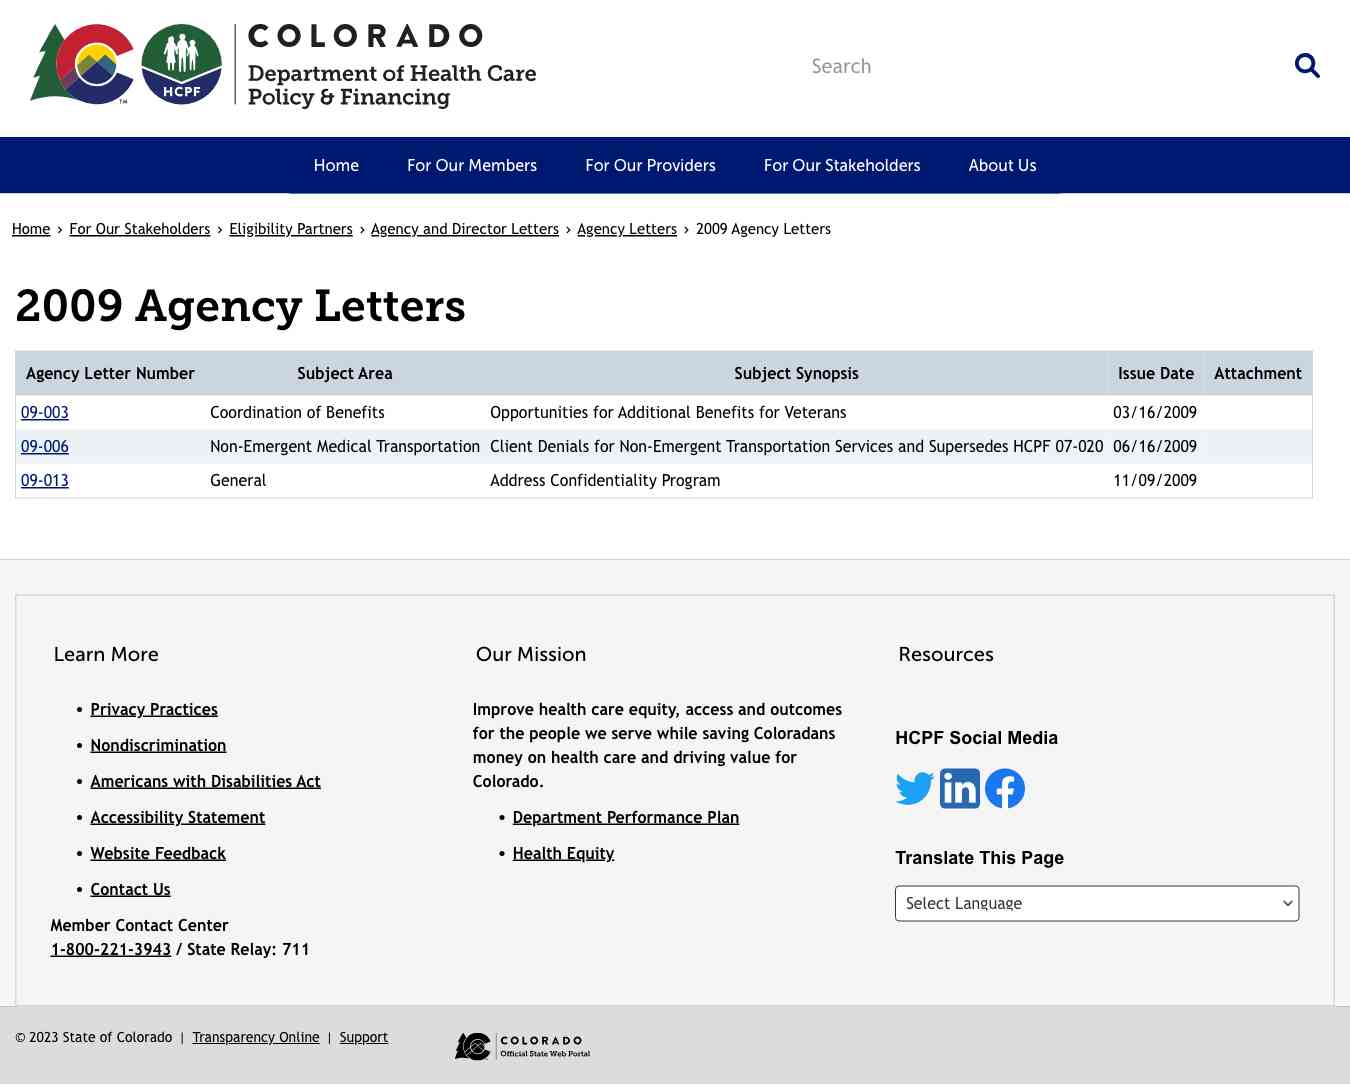 COLORADO
Department of Health Care
Policy & Financing
HCPF
TM
Search
Home For Our Members For Our Providers For Our Stakeholders About Us
Home › For Our Stakeholders › Eligibility Partners › Agency and Director Letters › Agency Letters › 2009 Agency Letters
2009 Agency Letters
Agency Letter Number Subject Area Subject Synopsis Issue Date Attachment
09-003 Coordination of Benefits Opportunities for Additional Benefits for Veterans 03/16/2009
09-006 Non-Emergent Medical Transportation Client Denials for Non-Emergent Transportation Services and Supersedes HCPF 07-020 06/16/2009
09-013 General Address Confidentiality Program 11/09/2009
Learn More
• Privacy Practices
• Nondiscrimination
• Americans with Disabilities Act
• Accessibility Statement
• Website Feedback
• Contact Us
Member Contact Center
1-800-221-3943 / State Relay: 711
Our Mission
Improve health care equity, access and outcomes
for the people we serve while saving Coloradans
money on health care and driving value for
Colorado.
• Department Performance Plan
• Health Equity
Resources
HCPF Social Media
in
Translate This Page
Select Language
© 2023 State of Colorado | Transparency Online | Support
COLORADO
Official State Web Portal